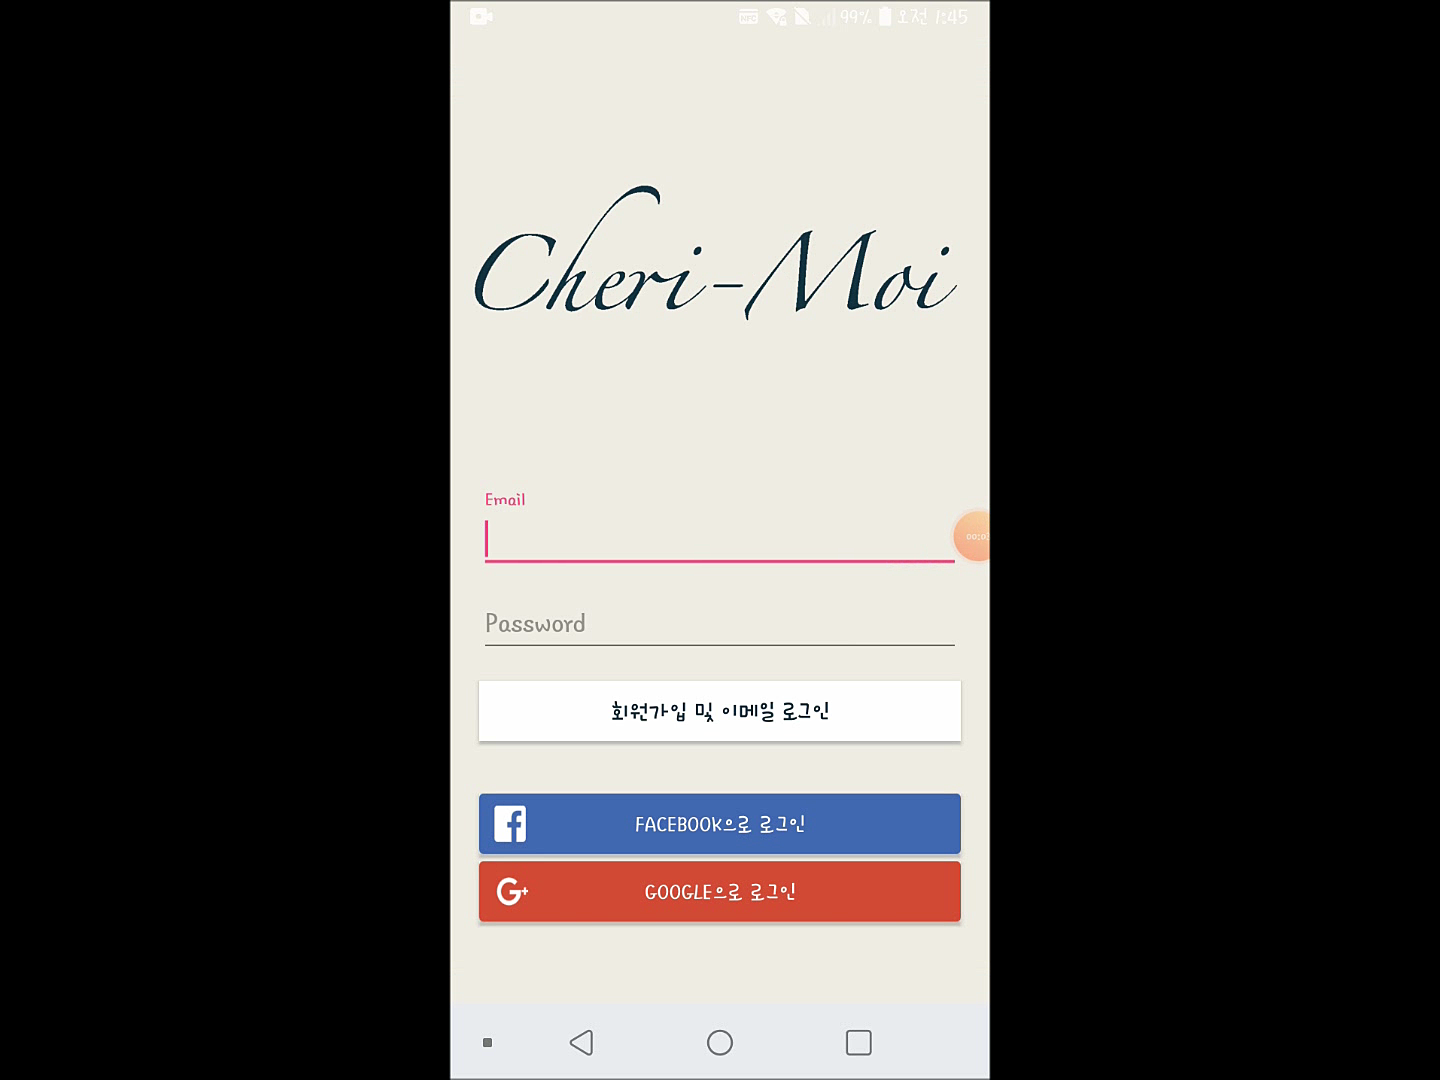 NFC 99% 오전 1:45
Cheri-Moi
Email
Password
회원가입 및 이메일 로그인
FACEBOOK으로 로그인
GOOGLE으로 로그인